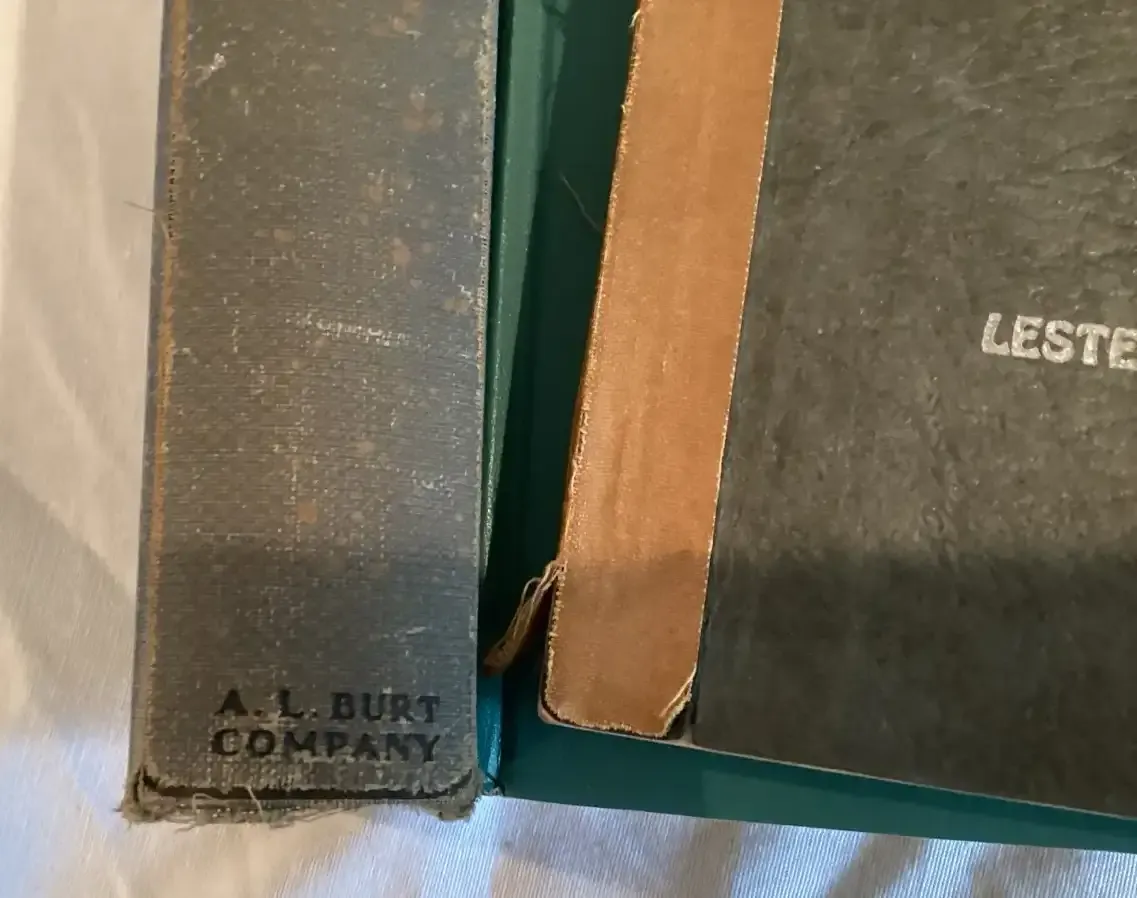 A. L. BURT
COMPANY
LESTE